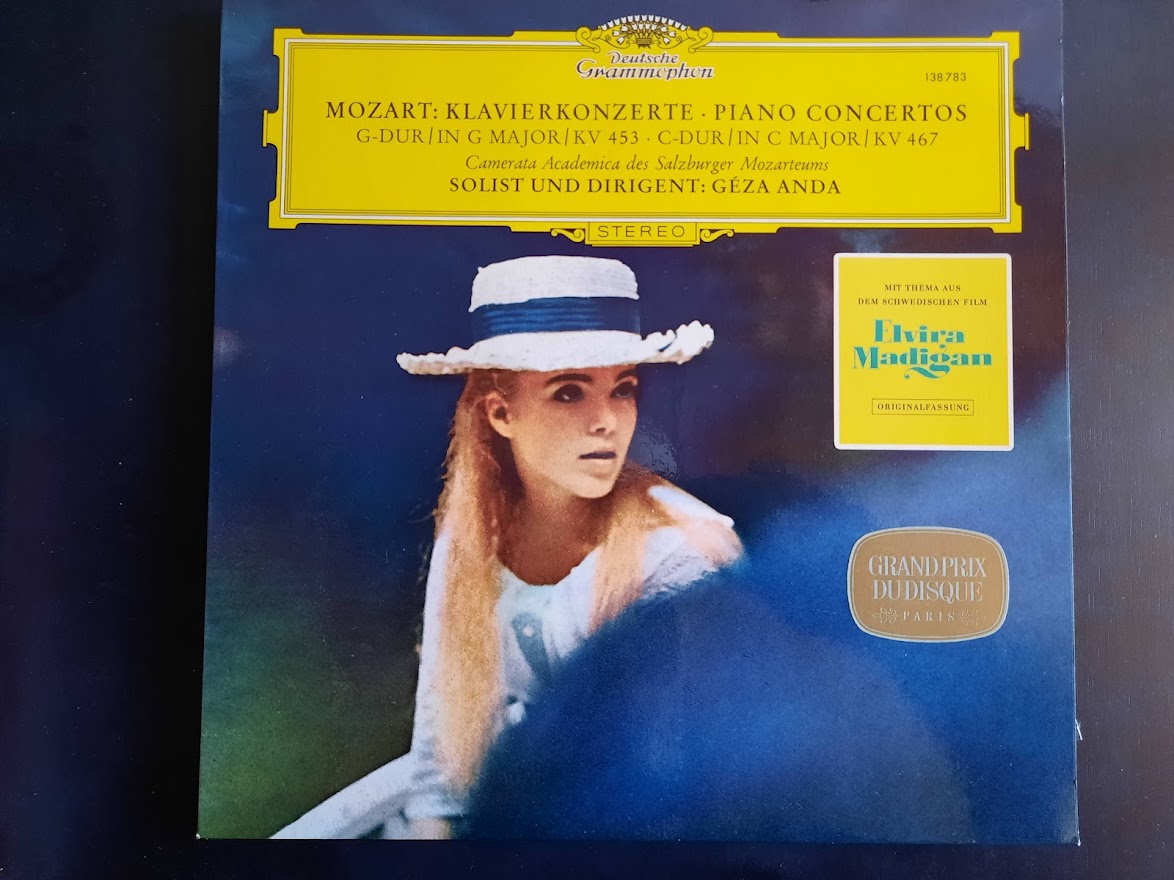 Deutsche
Grammophon
138 783
MOZART: KLAVIERKONZERTE · PIANO CONCERTOS
G-DUR/IN G MAJOR/KV 453 · C-DUR/IN C MAJOR/KV 467
Camerata Academica des Salzburger Mozarteums
SOLIST UND DIRIGENT: GÉZA ANDA
STEREO
MIT THEMA AUS
DEM SCHWEDISCHEN FILM
Elvira
Madigan
ORIGINALFASSUNG
GRAND PRIX
DU DISQUE
PARIS